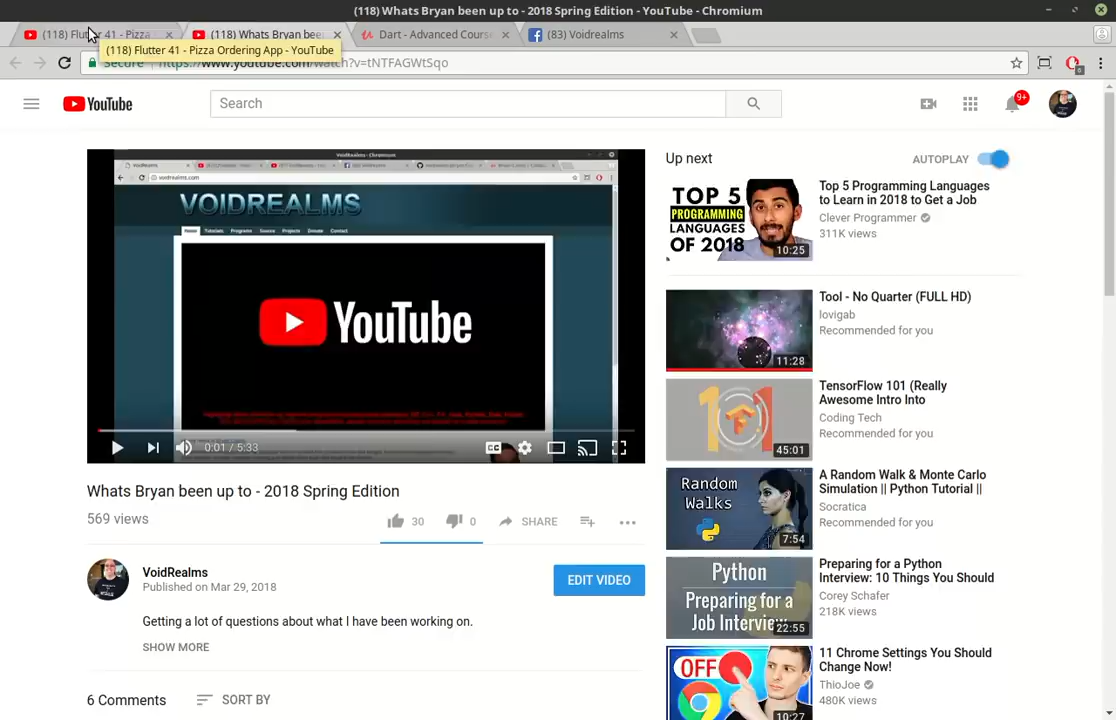 (118) Whats Bryan been up to - 2018 Spring Edition - YouTube - Chromium
(118) Flutter 41 - Pizza
(118) Whats Bryan bee
Dart - Advanced Cours
(83) Voidrealms
(118) Flutter 41 - Pizza Ordering App - YouTube
Secure
https://www.youtube.com/watch?v=tNTFAGWtSqo
YouTube
Search
9+
VOIDREALMS
YouTube
0:01 / 5:33
CC
Whats Bryan been up to - 2018 Spring Edition
569 views
30
0
SHARE
VoidRealms
Published on Mar 29, 2018
EDIT VIDEO
Getting a lot of questions about what I have been working on.
SHOW MORE
6 Comments
SORT BY
Up next
AUTOPLAY
TOP 5
PROGRAMMING
LANGUAGES
OF 2018
10:25
Top 5 Programming Languages
to Learn in 2018 to Get a Job
Clever Programmer
311K views
11:28
Tool - No Quarter (FULL HD)
lovigab
Recommended for you
101
45:01
TensorFlow 101 (Really
Awesome Intro Into
Coding Tech
Recommended for you
Random
Walks
7:54
A Random Walk & Monte Carlo
Simulation || Python Tutorial ||
Socratica
Recommended for you
Python
Preparing for a
Job Interview
22:55
Preparing for a
Python
Interview: 10 Things You Should
Corey Schafer
218K views
OFF
10:27
11 Chrome Settings You Should
Change Now!
ThioJoe
480K views